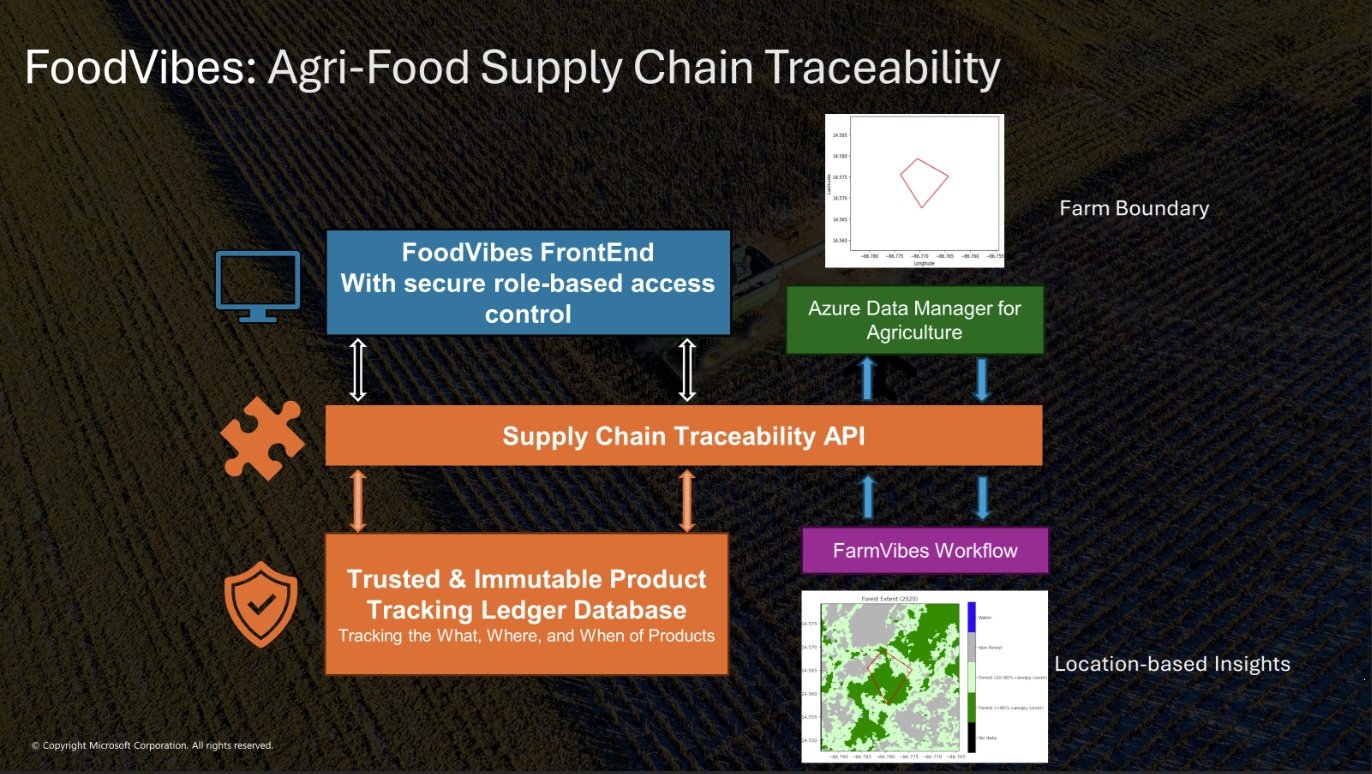 FoodVibes: Agri-Food Supply Chain Traceability
14.585
14.580
14.575
14.570
14.565
14.560
Latitude
−86.780 −86.775 −86.770 −86.765 −86.760 −86.755
Longitude
Farm Boundary
FoodVibes FrontEnd
With secure role-based access
control
Azure Data Manager for
Agriculture
Supply Chain Traceability API
Trusted & Immutable Product
Tracking Ledger Database
Tracking the What, Where, and When of Products
FarmVibes Workflow
Forest Extent (2020)
14.575
14.570
14.565
14.560
14.555
14.550
−86.790 −86.785 −86.780 −86.775 −86.770 −86.765
Water
Non-forest
Forest (10-90% canopy cover)
Forest (>90% canopy cover)
No data
Location-based Insights
© Copyright Microsoft Corporation. All rights reserved.